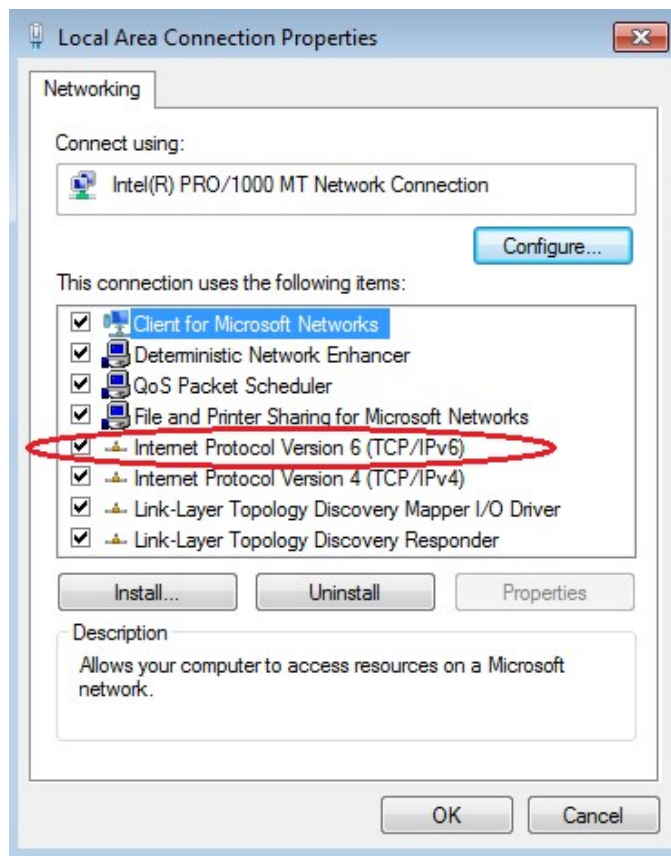 Local Area Connection Properties
Networking
Connect using:
Intel(R) PRO/1000 MT Network Connection
Configure...
This connection uses the following items:
Client for Microsoft Networks
Deterministic Network Enhancer
QoS Packet Scheduler
File and Printer Sharing for Microsoft Networks
Internet Protocol Version 6 (TCP/IPv6)
Internet Protocol Version 4 (TCP/IPv4)
Link-Layer Topology Discovery Mapper I/O Driver
Link-Layer Topology Discovery Responder
Install... Uninstall Properties
Description
Allows your computer to access resources on a Microsoft
network.
OK Cancel